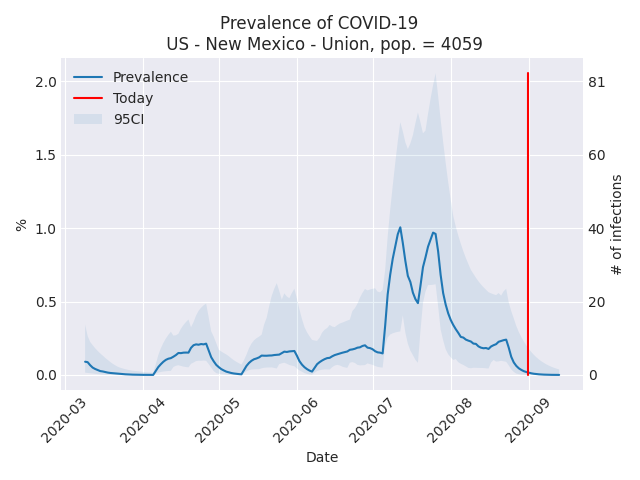 Prevalence of COVID-19
US - New Mexico - Union, pop. = 4059
Prevalence
Today
95CI
2.0
1.5
1.0
0.5
0.0
%
81
60
40
20
0
# of infections
2020-03
2020-04
2020-05
2020-06
2020-07
2020-08
2020-09
Date